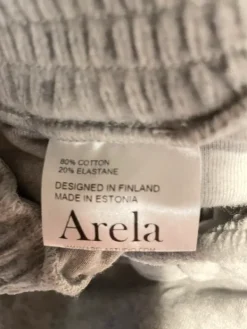 80% COTTON
20% ELASTANE
DESIGNED IN FINLAND
MADE IN ESTONIA
Arela